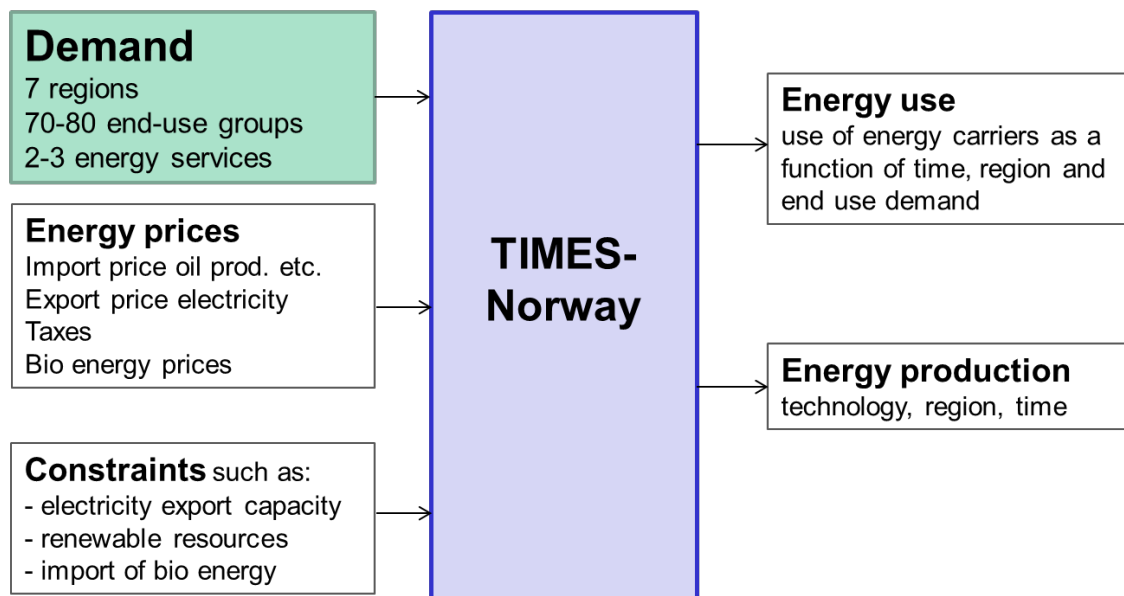 Demand
7 regions
70-80 end-use groups
2-3 energy services
Energy prices
Import price oil prod. etc.
Export price electricity
Taxes
Bio energy prices
Constraints such as:
- electricity export capacity
- renewable resources
- import of bio energy
TIMES-
Norway
Energy use
use of energy carriers as a
function of time, region and
end use demand
Energy production
technology, region, time